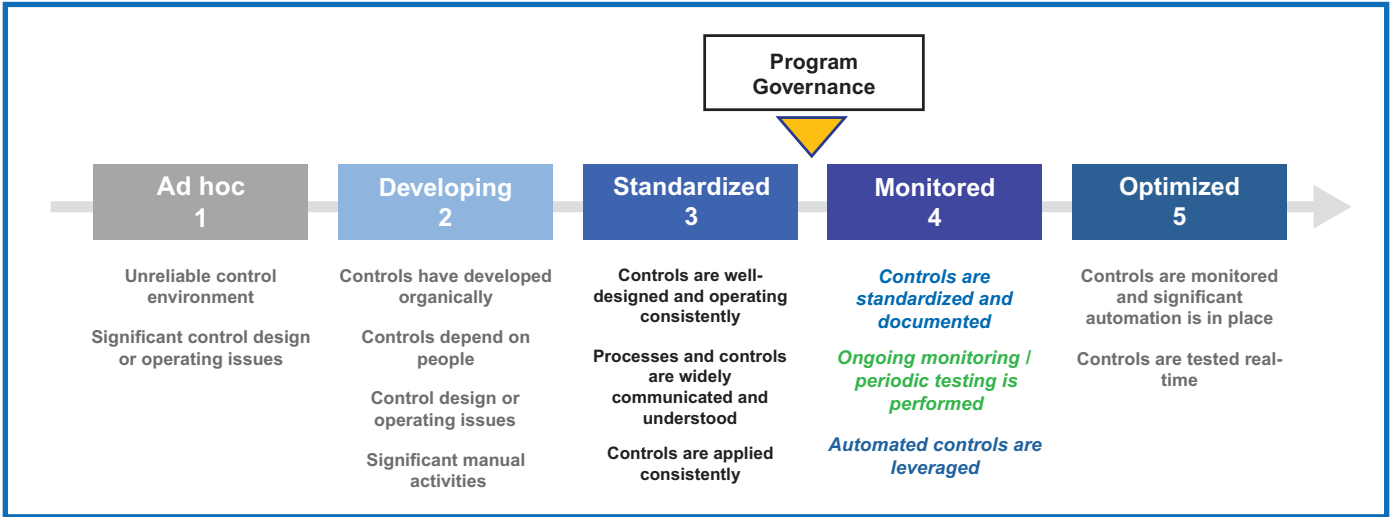 Program
Governance
Ad hoc
1
Developing
2
Standardized
3
Monitored
4
Optimized
5
Unreliable control
environment
Significant control design
or operating issues
Controls have developed
organically
Controls depend on
people
Control design or
operating issues
Significant manual
activities
Controls are well-
designed and operating
consistently
Processes and controls
are widely
communicated and
understood
Controls are applied
consistently
Controls are
standardized and
documented
Ongoing monitoring /
periodic testing is
performed
Automated controls are
leveraged
Controls are monitored
and significant
automation is in place
Controls are tested real-
time